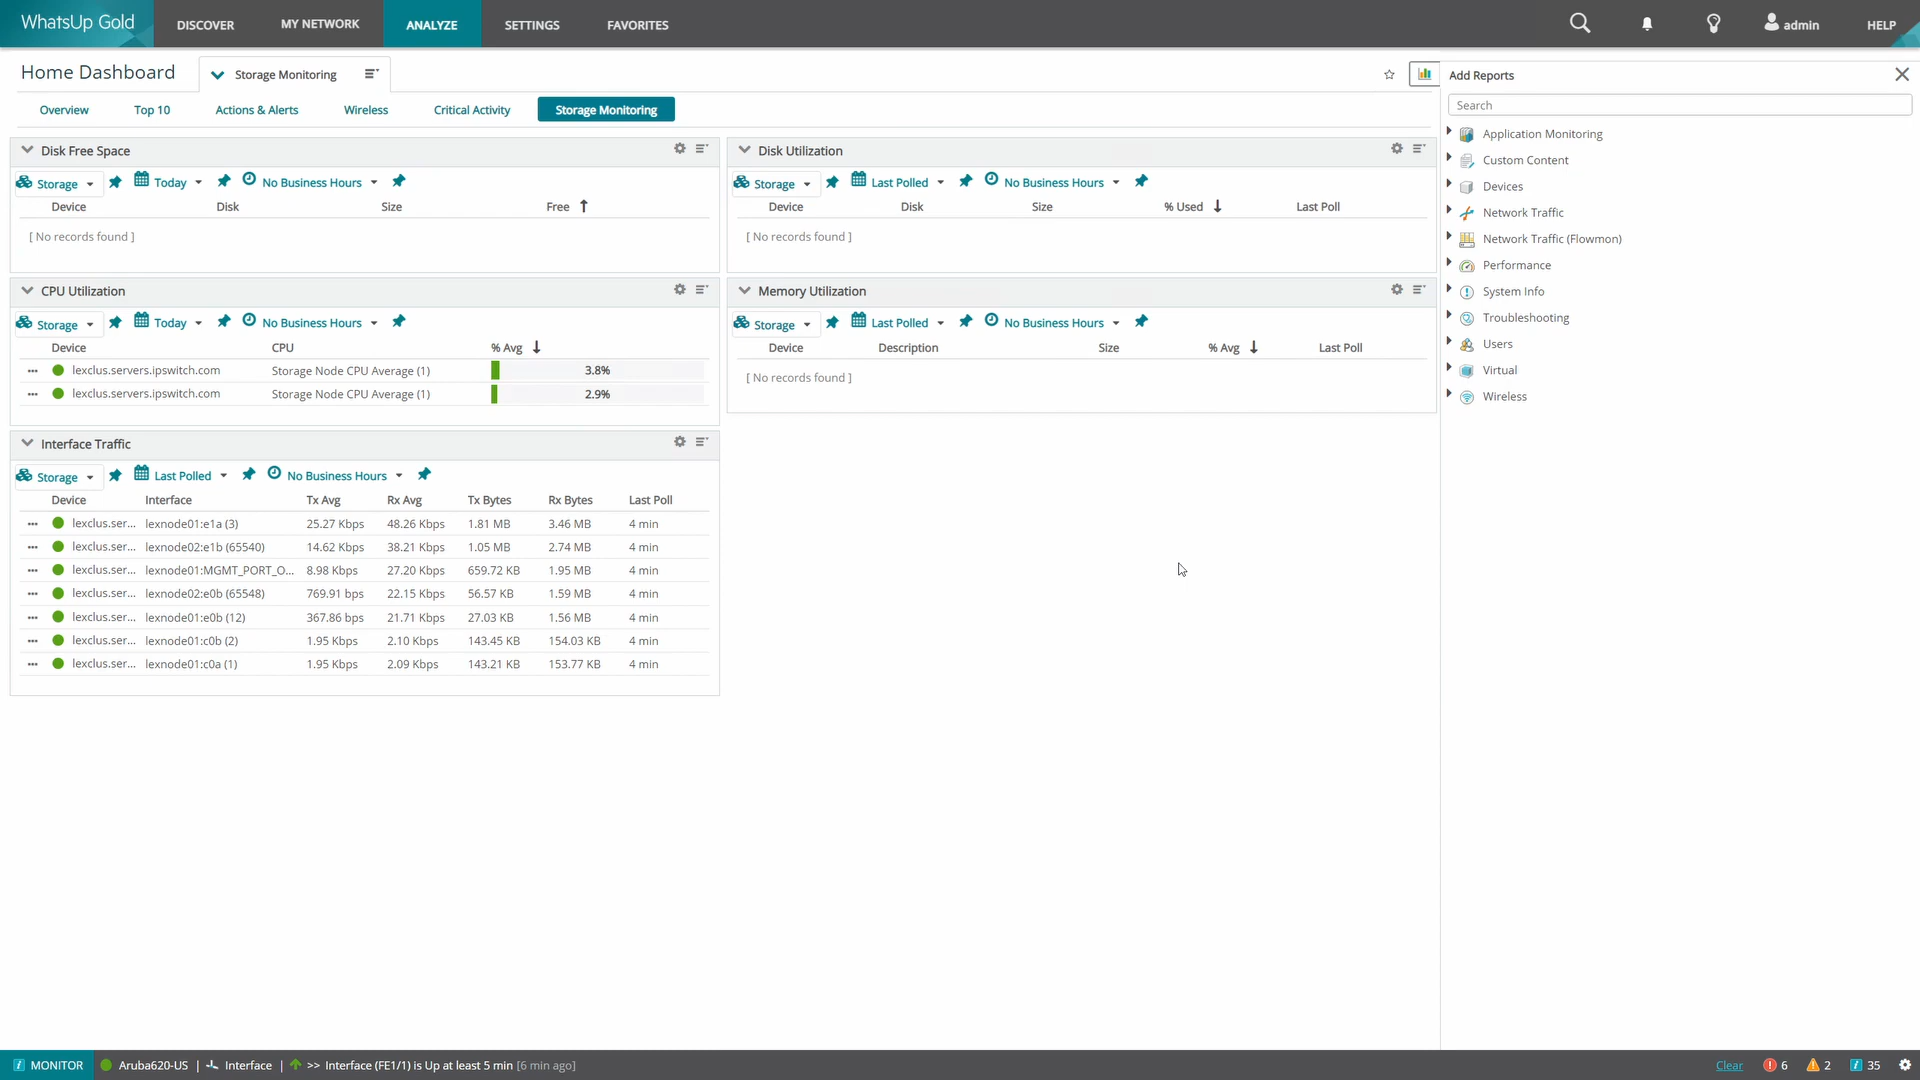 WhatsUp Gold DISCOVER MY NETWORK ANALYZE SETTINGS FAVORITES admin HELP
Home Dashboard Storage Monitoring
Overview Top 10 Actions & Alerts Wireless Critical Activity Storage Monitoring
Disk Free Space
Storage Today No Business Hours
Device Disk Size Free
[ No records found ]
Disk Utilization
Storage Last Polled No Business Hours
Device Disk Size % Used Last Poll
[ No records found ]
CPU Utilization
Storage Today No Business Hours
Device CPU % Avg
lexclus.servers.ipswitch.com Storage Node CPU Average (1) 3.8%
lexclus.servers.ipswitch.com Storage Node CPU Average (1) 2.9%
Memory Utilization
Storage Last Polled No Business Hours
Device Description Size % Avg Last Poll
[ No records found ]
Interface Traffic
Storage Last Polled No Business Hours
Device Interface Tx Avg Rx Avg Tx Bytes Rx Bytes Last Poll
lexclus.ser... lexnode01:e1a (3) 25.27 Kbps 48.26 Kbps 1.81 MB 3.46 MB 4 min
lexclus.ser... lexnode02:e1b (65540) 14.62 Kbps 38.21 Kbps 1.05 MB 2.74 MB 4 min
lexclus.ser... lexnode01:MGMT_PORT_O... 8.98 Kbps 27.20 Kbps 659.72 KB 1.95 MB 4 min
lexclus.ser... lexnode02:e0b (65548) 769.91 bps 22.15 Kbps 56.57 KB 1.59 MB 4 min
lexclus.ser... lexnode01:e0b (12) 367.86 bps 21.71 Kbps 27.03 KB 1.56 MB 4 min
lexclus.ser... lexnode01:c0b (2) 1.95 Kbps 2.10 Kbps 143.45 KB 154.03 KB 4 min
lexclus.ser... lexnode01:c0a (1) 1.95 Kbps 2.09 Kbps 143.21 KB 153.77 KB 4 min
Add Reports
Search
Application Monitoring
Custom Content
Devices
Network Traffic
Network Traffic (Flowmon)
Performance
System Info
Troubleshooting
Users
Virtual
Wireless
MONITOR Aruba620-US | Interface | >> Interface (FE1/1) is Up at least 5 min [6 min ago] Clear 6 2 35